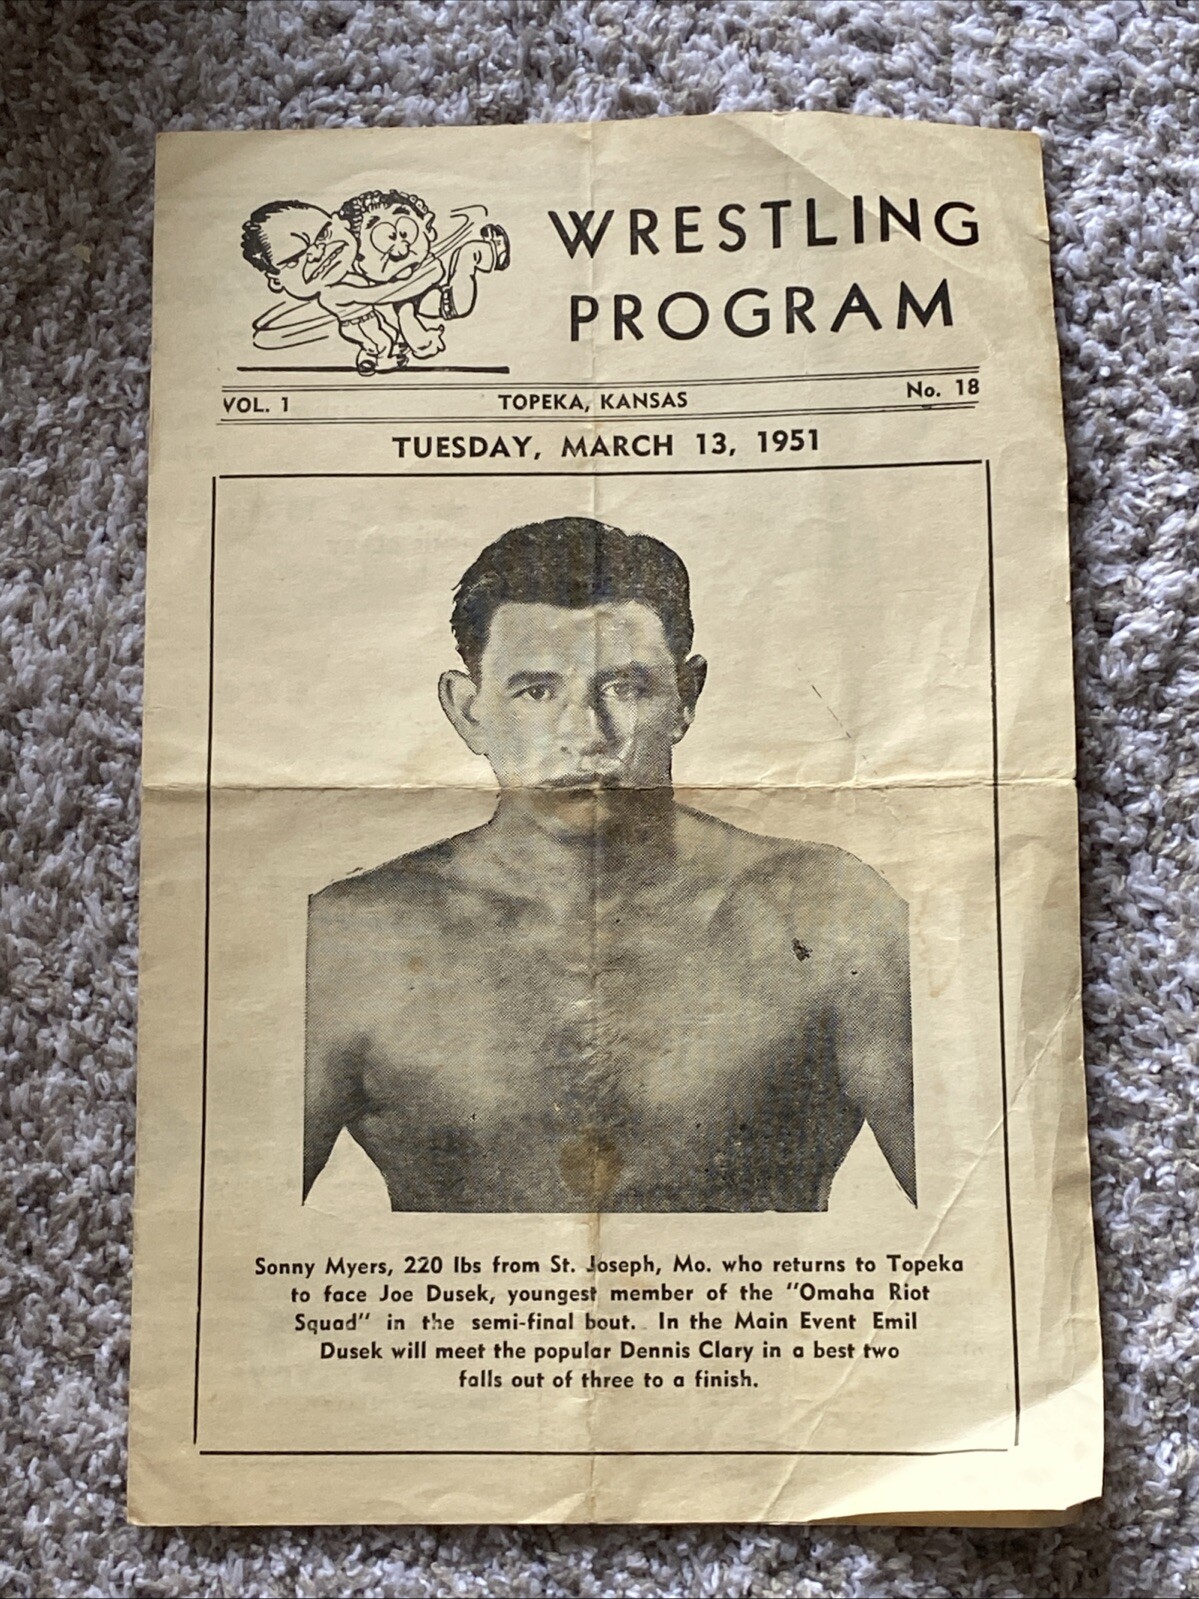 WRESTLING
PROGRAM
VOL. 1 TOPEKA, KANSAS No. 18
TUESDAY, MARCH 13, 1951
Sonny Myers, 220 lbs from St. Joseph, Mo. who returns to Topeka
to face Joe Dusek, youngest member of the "Omaha Riot
Squad" in the semi-final bout. In the Main Event Emil
Dusek will meet the popular Dennis Clary in a best two
falls out of three to a finish.